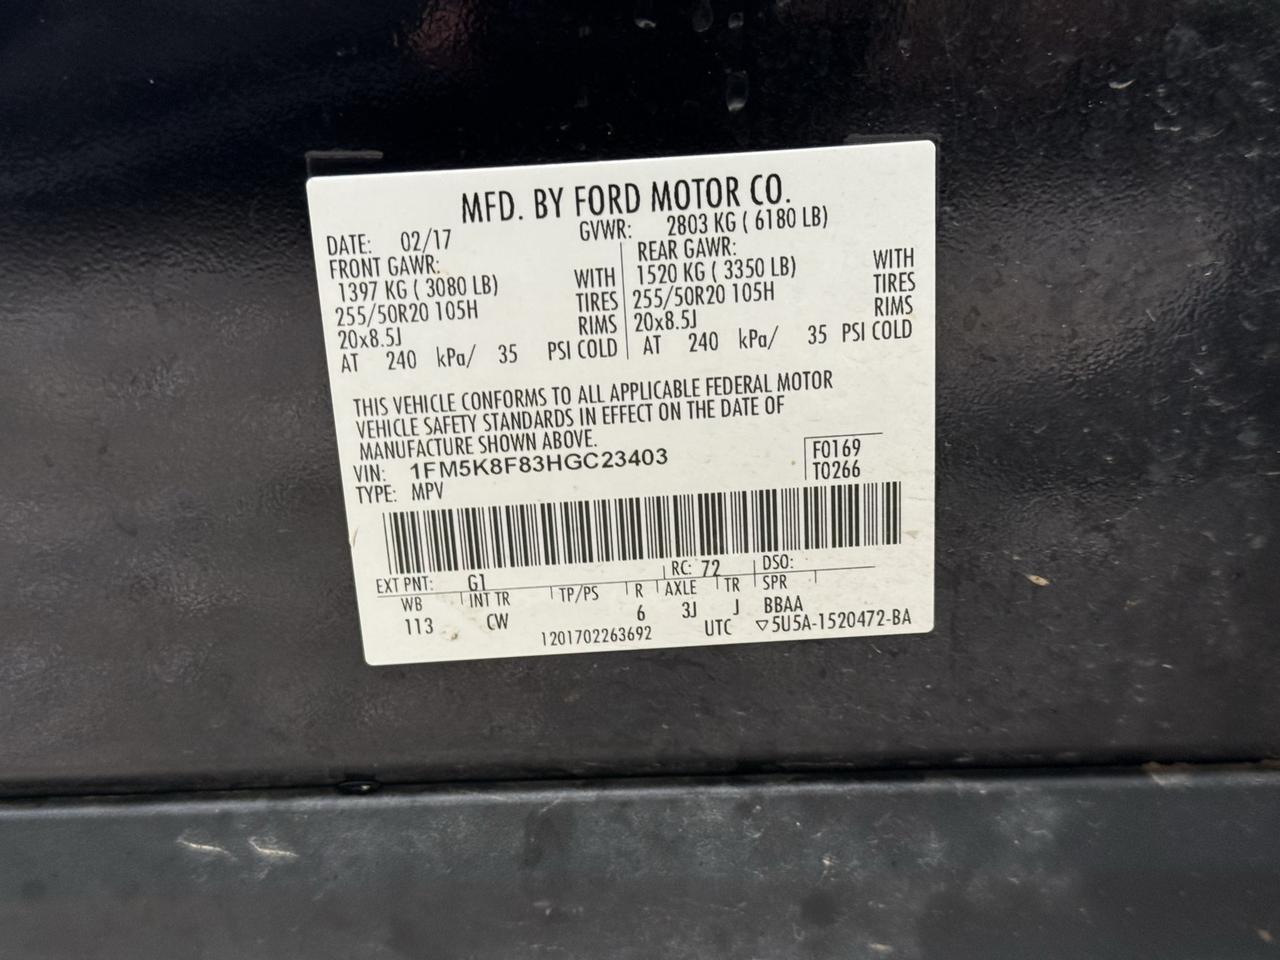 MFD. BY FORD MOTOR CO.
DATE: 02/17 GVWR: 2803 KG ( 6180 LB)
FRONT GAWR: REAR GAWR:
1397 KG ( 3080 LB) WITH 1520 KG ( 3350 LB) WITH
255/50R20 105H TIRES 255/50R20 105H TIRES
20x8.5J RIMS 20x8.5J RIMS
AT 240 kPa/ 35 PSI COLD AT 240 kPa/ 35 PSI COLD
THIS VEHICLE CONFORMS TO ALL APPLICABLE FEDERAL MOTOR
VEHICLE SAFETY STANDARDS IN EFFECT ON THE DATE OF
MANUFACTURE SHOWN ABOVE.
VIN: 1FM5K8F83HGC23403 F0169
TYPE: MPV T0266
EXT PNT: G1 RC: 72 DSO:
WB INT TR TP/PS R AXLE TR SPR
113 CW 6 3J J BBAA
1201702263692 UTC ▽5U5A-1520472-BA